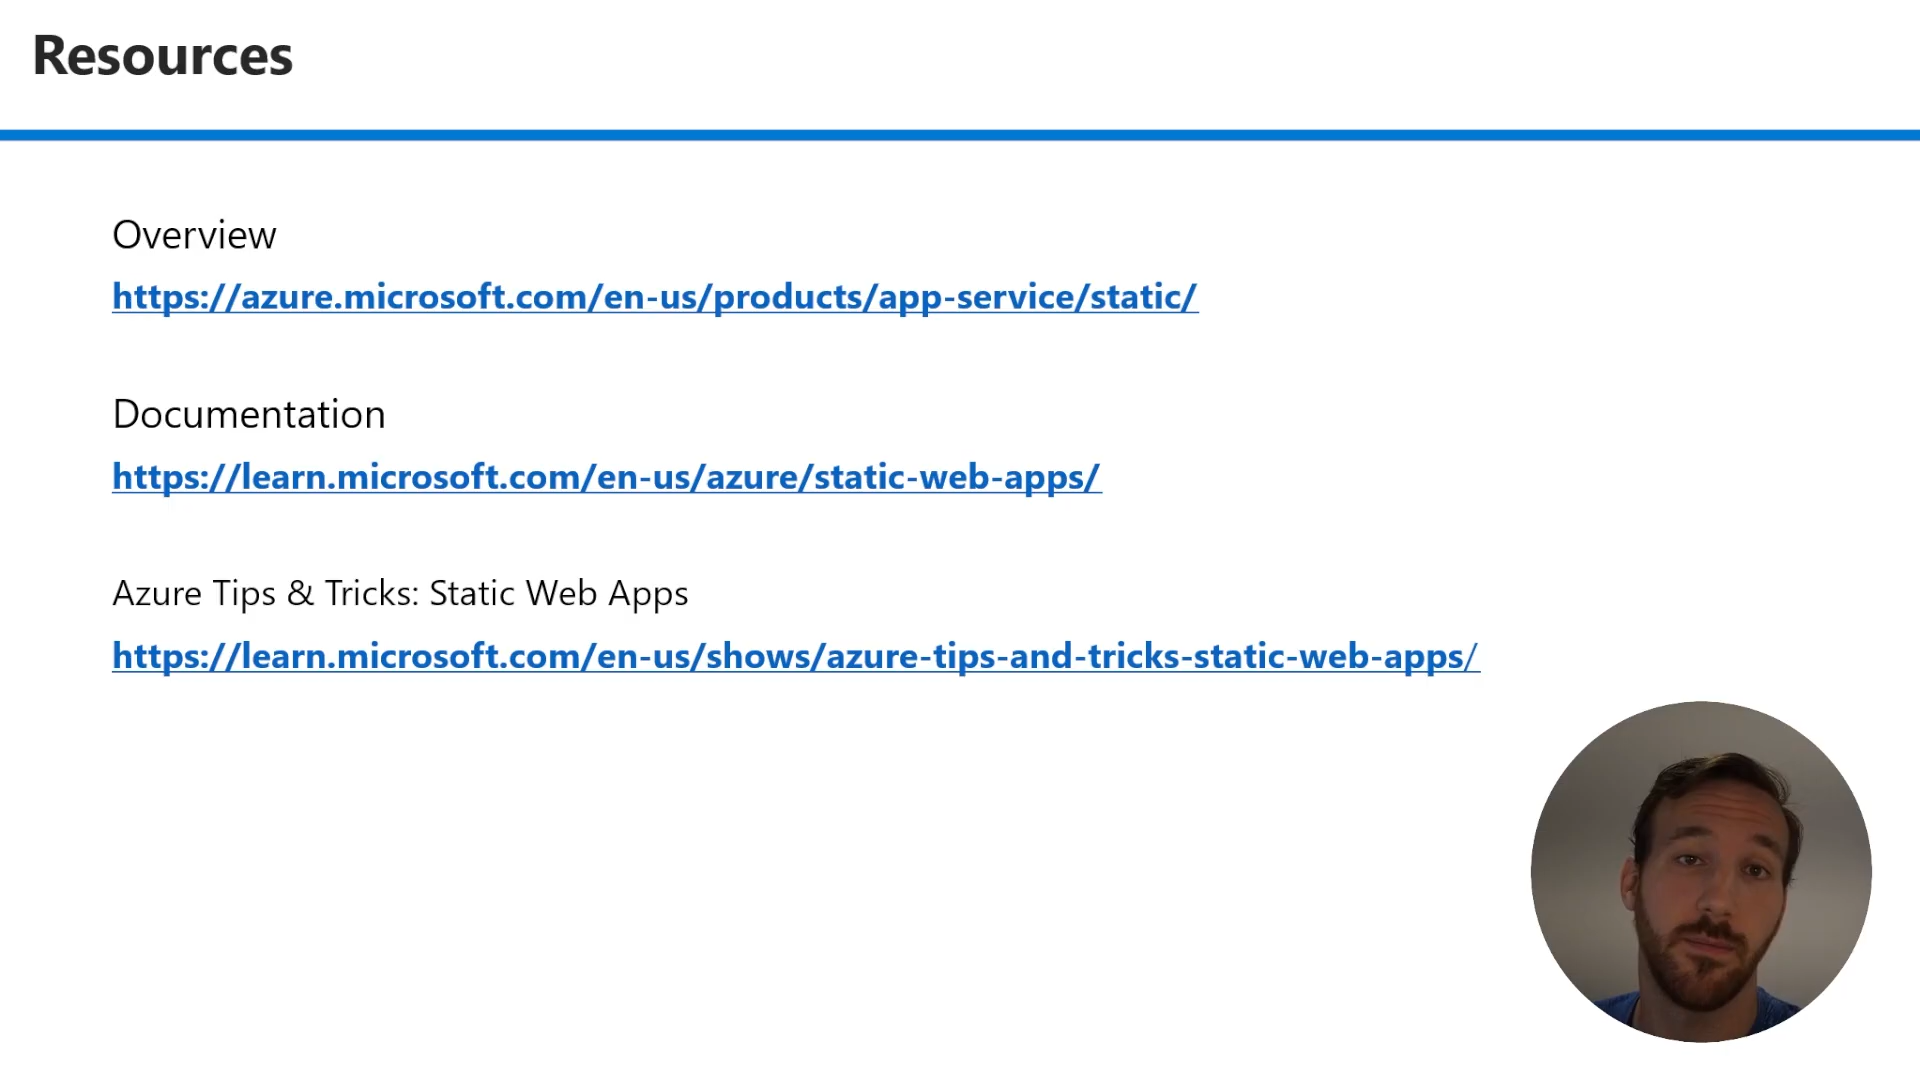 Resources
Overview
https://azure.microsoft.com/en-us/products/app-service/static/
Documentation
https://learn.microsoft.com/en-us/azure/static-web-apps/
Azure Tips & Tricks: Static Web Apps
https://learn.microsoft.com/en-us/shows/azure-tips-and-tricks-static-web-apps/